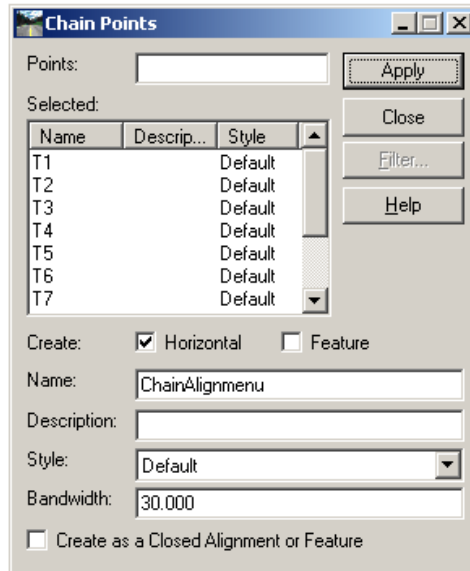 Chain Points
Points:
Apply
Selected:
Close
Name Descrip... Style
Filter...
T1 Default
T2 Default
Help
T3 Default
T4 Default
T5 Default
T6 Default
T7 Default
Create: Horizontal Feature
Name: ChainAlignmenu
Description:
Style: Default
Bandwidth: 30.000
Create as a Closed Alignment or Feature